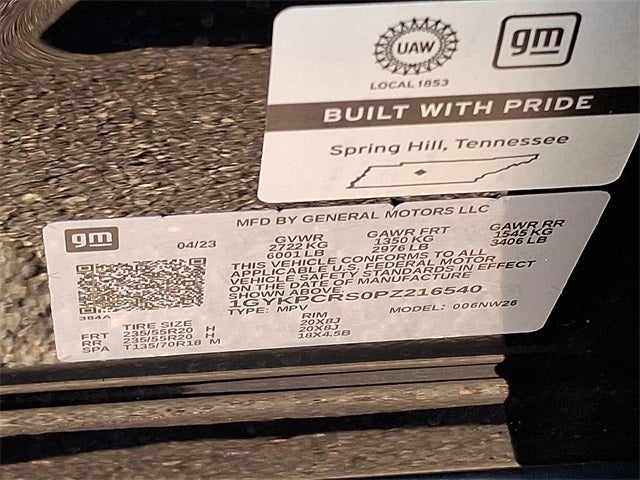 UAW
gm
LOCAL 1853
BUILT WITH PRIDE
Spring Hill, Tennessee
gm
MFD BY GENERAL MOTORS LLC
04/23
GVWR GAWR FRT GAWR RR
2722 KG 1350 KG 1545 KG
6001 LB 2976 LB 3406 LB
THIS VEHICLE CONFORMS TO ALL
APPLICABLE U.S. FEDERAL MOTOR
VEHICLE SAFETY STANDARDS IN EFFECT
ON THE DATE OF MANUFACTURE
SHOWN ABOVE.
1GYKPCRS0PZ216540
384A
TYPE: MPV MODEL: 006NW26
TIRE SIZE RIM
FRT 235/55R20 H 20X8J
RR 235/55R20 H 20X8J
SPA T135/70R18 M 18X4.5B